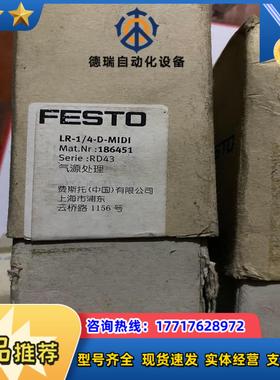 德瑞自动化设备
FESTO
LR-1/4-D-MIDI
Mat.Nr:186451
Serie:RD43
气源处理
费斯托(中国)有限公司
上海市浦东
云桥路 1156 号
咨询热线：17717628972
品推荐
型号齐全 现货速发 实体经营